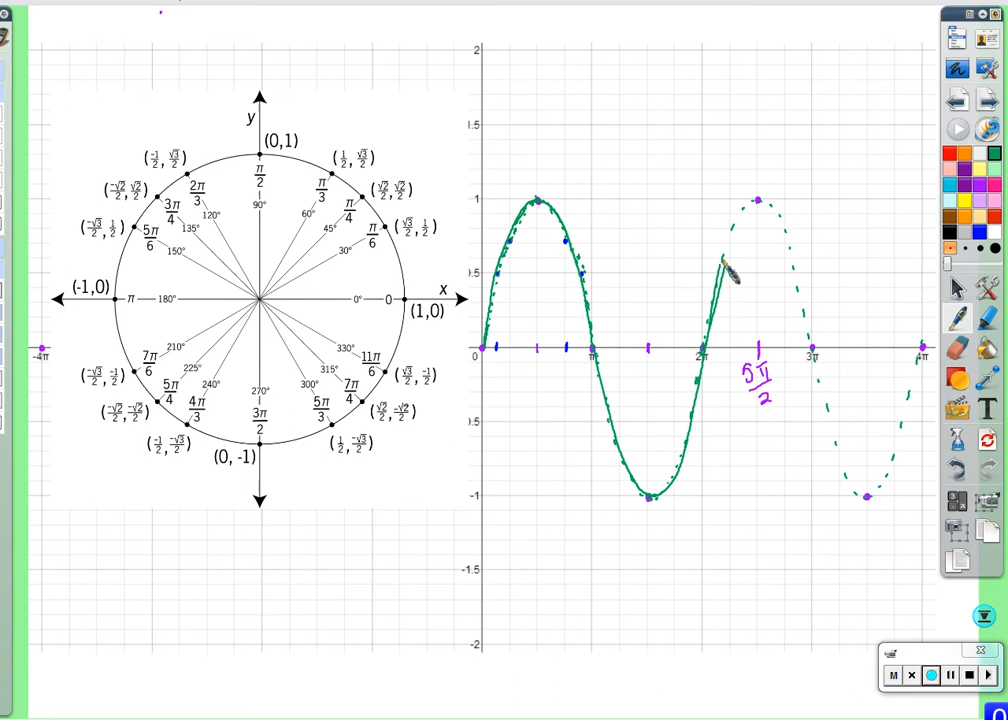 2
1.5
1
0.5
0
-0.5
-1
-1.5
-2
-4π
π
2π
3π
4π
5π/2
y
x
(0,1)
(1/2, √3/2)
(√2/2, √2/2)
(√3/2, 1/2)
(1,0)
(√3/2, -1/2)
(√2/2, -√2/2)
(1/2, -√3/2)
(0, -1)
(-1/2, -√3/2)
(-√2/2, -√2/2)
(-√3/2, -1/2)
(-1,0)
(-√3/2, 1/2)
(-√2/2, √2/2)
(-1/2, √3/2)
π/2
90°
π/3
60°
π/4
45°
π/6
30°
0°
0
11π/6
330°
7π/4
315°
5π/3
300°
3π/2
270°
4π/3
240°
5π/4
225°
7π/6
210°
π
180°
5π/6
150°
3π/4
135°
2π/3
120°
T
M